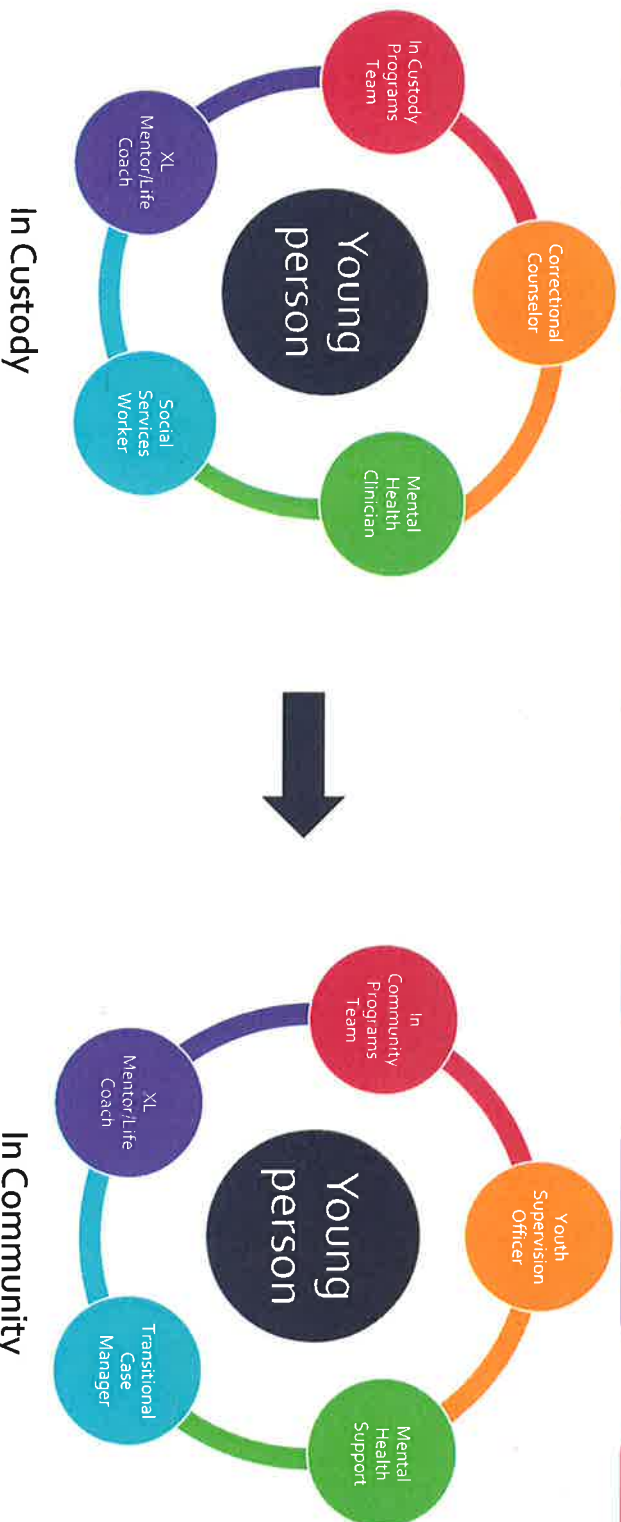 Young
person
Correctional
Counselor
Mental
Health
Clinician
Social
Services
Worker
XL
Mentor/Life
Coach
In Custody
Programs
Team
In Custody
Young
person
Youth
Supervision
Officer
Mental
Health
Support
Transitional
Case
Manager
XL
Mentor/Life
Coach
In
Community
Programs
Team
In Community